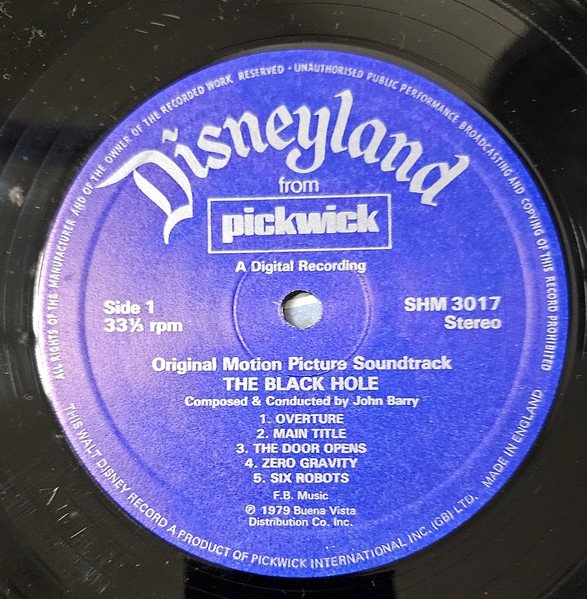 ALL RIGHTS OF THE MANUFACTURER AND OF THE OWNER OF THE RECORDED WORK RESERVED · UNAUTHORISED PUBLIC PERFORMANCE BROADCASTING AND COPYING OF THIS RECORD PROHIBITED
Disneyland
from
pickwick
A Digital Recording
Side 1
33⅓ rpm
SHM 3017
Stereo
Original Motion Picture Soundtrack
THE BLACK HOLE
Composed & Conducted by John Barry
1. OVERTURE
2. MAIN TITLE
3. THE DOOR OPENS
4. ZERO GRAVITY
5. SIX ROBOTS
F.B. Music
℗ 1979 Buena Vista
Distribution Co. Inc.
THIS WALT DISNEY RECORD A PRODUCT OF PICKWICK INTERNATIONAL INC. (GB) LTD. MADE IN ENGLAND